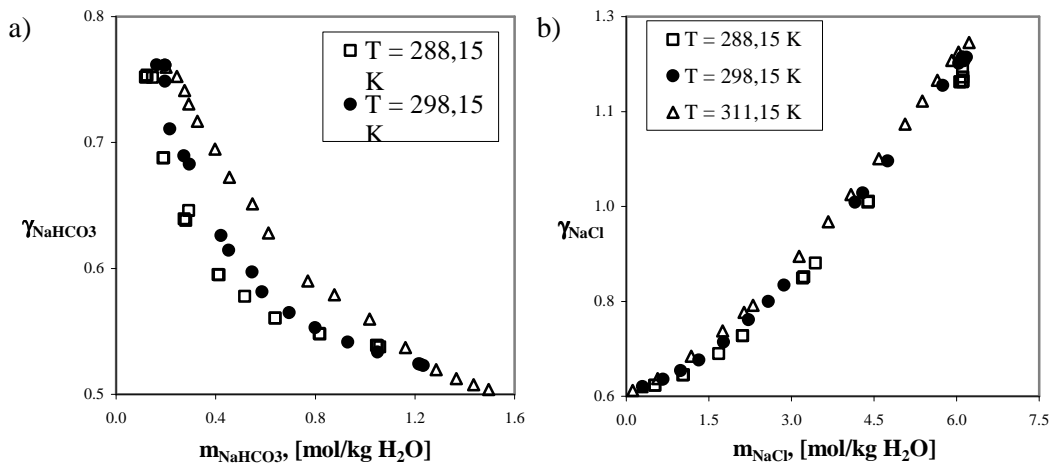 a)
0.8
0.7
0.6
0.5
γNaHCO3
T = 288,15 K
T = 298,15 K
0.0 0.4 0.8 1.2 1.6
mNaHCO3, [mol/kg H2O]
b)
1.3
1.1
1.0
0.8
0.6
γNaCl
T = 288,15 K
T = 298,15 K
T = 311,15 K
0.0 1.5 3.0 4.5 6.0 7.5
mNaCl, [mol/kg H2O]